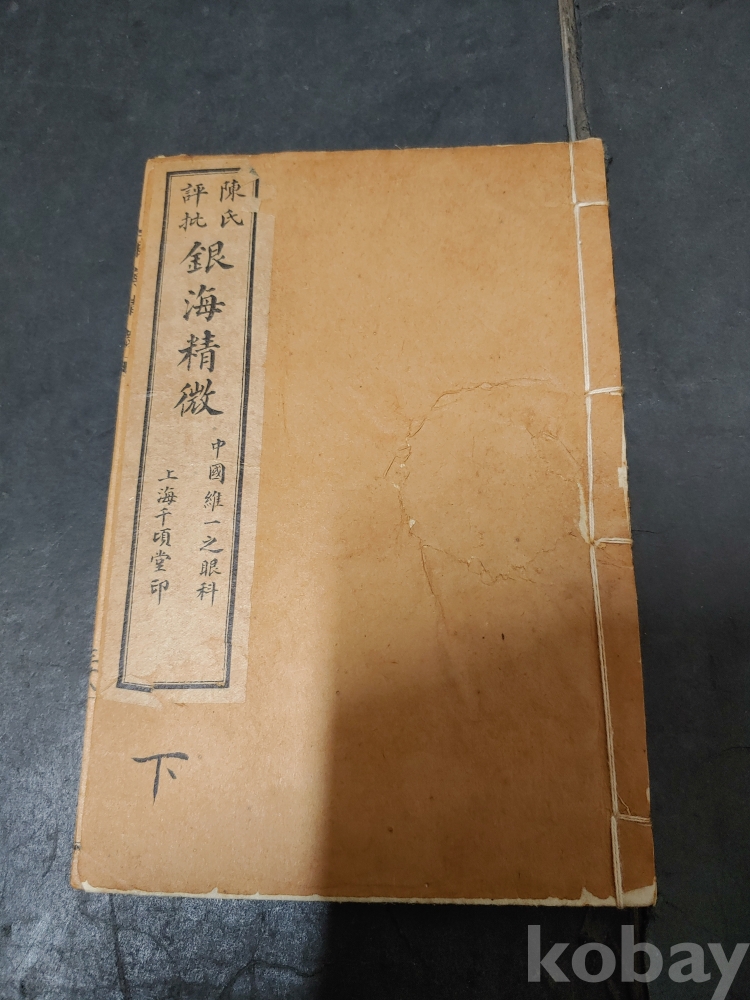 陳氏
評批
銀海精微
中國維一之眼科
上海千頃堂印
下
kobay